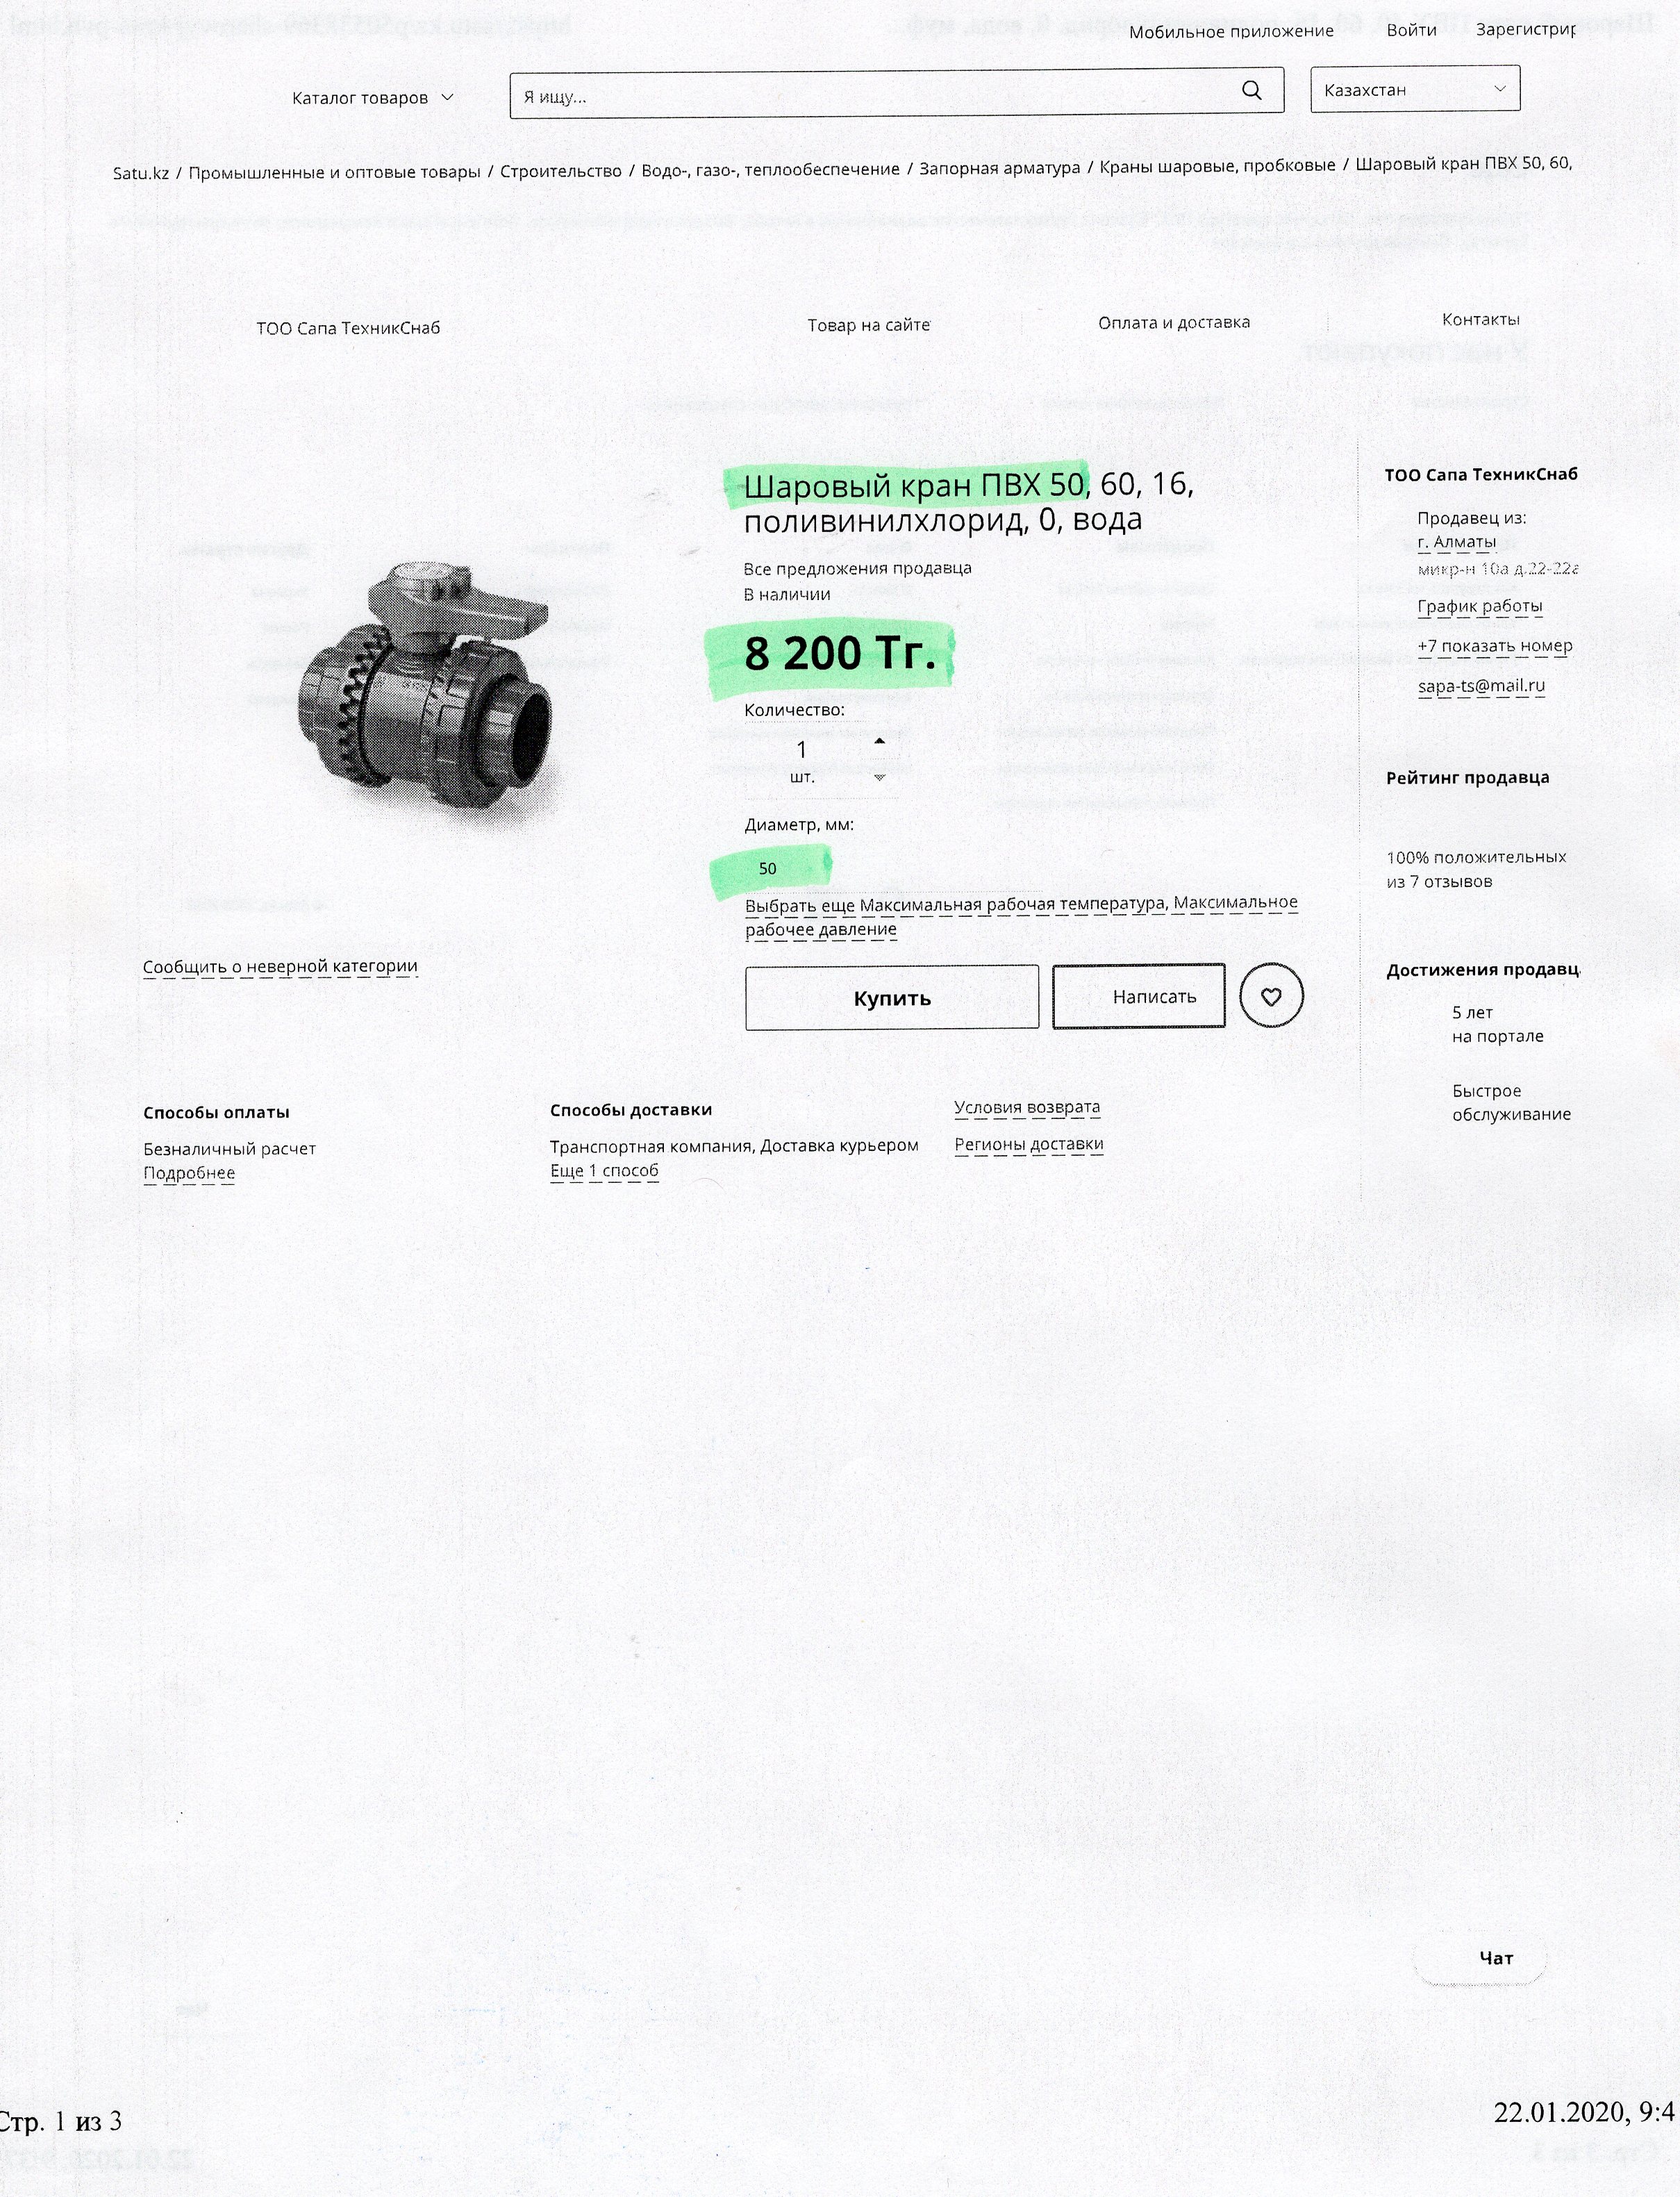 Мобильное приложение Войти
Каталог товаров Я ищу... Казахстан
Satu.kz / Промышленные и оптовые товары / Строительство / Водо-, газо-, теплообеспечение / Запорная арматура / Краны шаровые, пробковые / Шаровый кран ПВХ 50, 60,
ТОО Сапа ТехникСнаб Товар на сайте Оплата и доставка Контакты
Шаровый кран ПВХ 50, 60, 16,
поливинилхлорид, 0, вода
Все предложения продавца
В наличии
8 200 Тг.
Количество:
1
шт.
Диаметр, мм:
50
Выбрать еще Максимальная рабочая температура, Максимальное
рабочее давление
Купить Написать
Сообщить о неверной категории
ТОО Сапа ТехникСнаб
Продавец из:
г. Алматы
микр-н 10а д.22-22а
График работы
+7 показать номер
sapa-ts@mail.ru
Рейтинг продавца
100% положительных
из 7 отзывов
Достижения
5 лет
на портале
Быстрое
обслуживание
Способы оплаты
Безналичный расчет
Подробнее
Способы доставки
Транспортная компания, Доставка курьером
Еще 1 способ
Условия возврата
Регионы доставки
Чат
Стр. 1 из 3 22.01.2020, 9:4